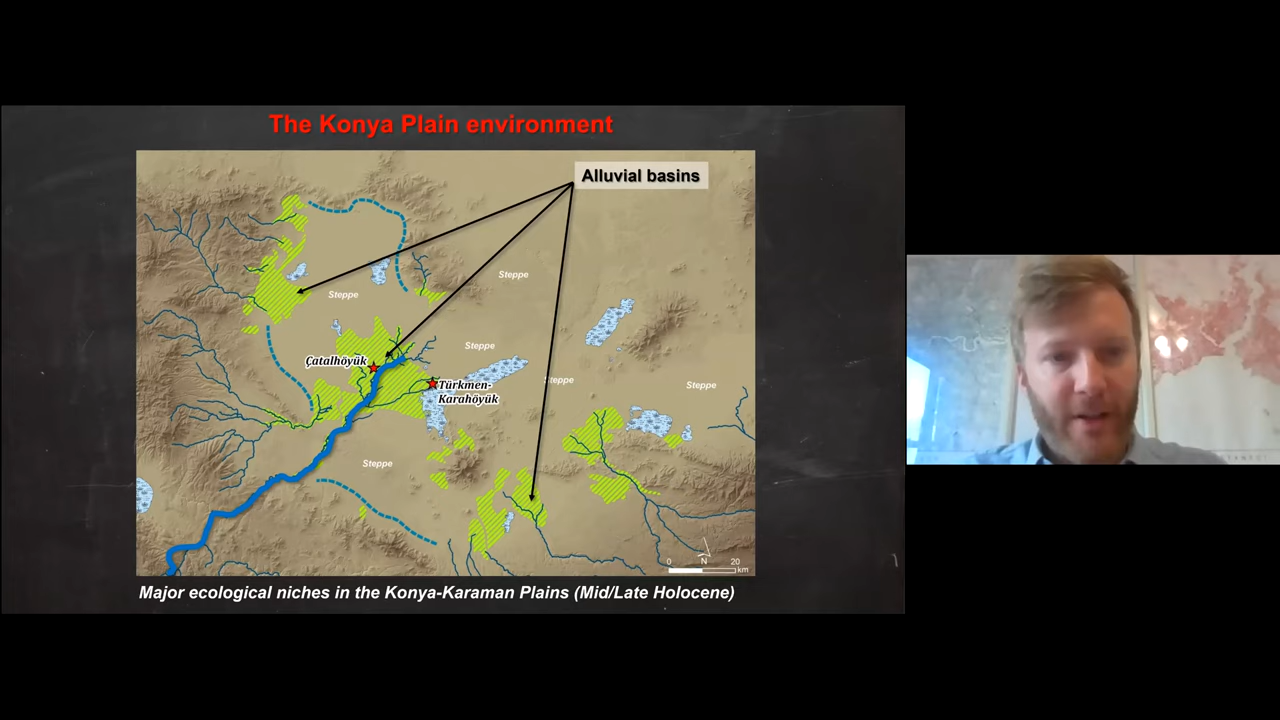 The Konya Plain environment
Alluvial basins
Steppe
Steppe
Steppe
Çatalhöyük
Türkmen-
Karahöyük
Steppe
Steppe
Steppe
0 N 20
km
Major ecological niches in the Konya-Karaman Plains (Mid/Late Holocene)